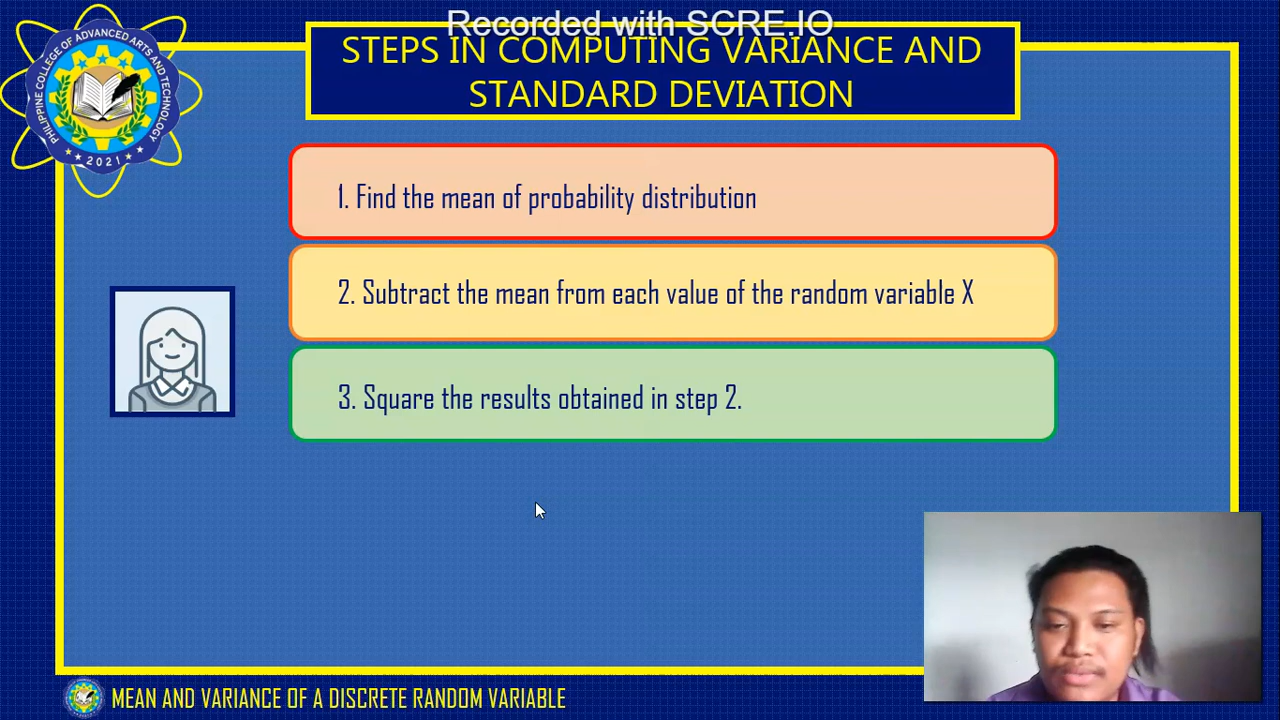 Recorded with SCRE.IO
STEPS IN COMPUTING VARIANCE AND
STANDARD DEVIATION
PHILIPPINE COLLEGE OF ADVANCED ARTS AND TECHNOLOGY
2021
1. Find the mean of probability distribution
2. Subtract the mean from each value of the random variable X
3. Square the results obtained in step 2.
MEAN AND VARIANCE OF A DISCRETE RANDOM VARIABLE